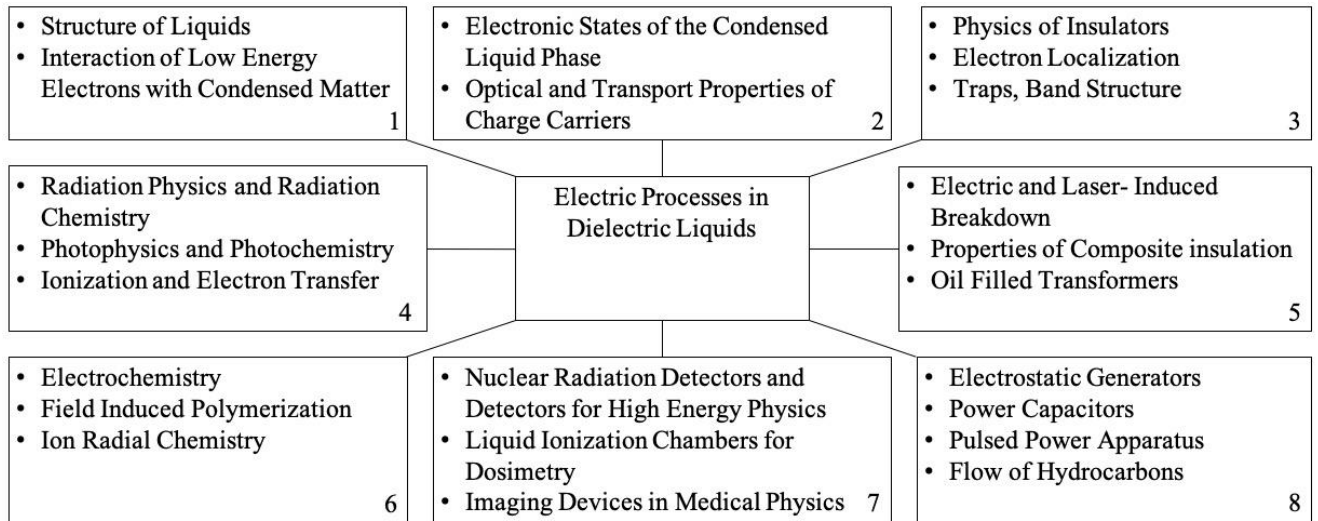 • Structure of Liquids
• Interaction of Low Energy
Electrons with Condensed Matter
1
• Electronic States of the Condensed
Liquid Phase
• Optical and Transport Properties of
Charge Carriers 2
• Physics of Insulators
• Electron Localization
• Traps, Band Structure
3
• Radiation Physics and Radiation
Chemistry
• Photophysics and Photochemistry
• Ionization and Electron Transfer
4
Electric Processes in
Dielectric Liquids
• Electric and Laser- Induced
Breakdown
• Properties of Composite insulation
• Oil Filled Transformers
5
• Electrochemistry
• Field Induced Polymerization
• Ion Radial Chemistry
6
• Nuclear Radiation Detectors and
Detectors for High Energy Physics
• Liquid Ionization Chambers for
Dosimetry
• Imaging Devices in Medical Physics 7
• Electrostatic Generators
• Power Capacitors
• Pulsed Power Apparatus
• Flow of Hydrocarbons
8